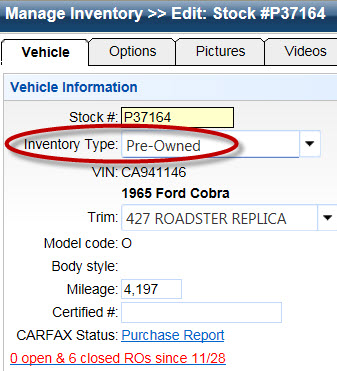 Manage Inventory >> Edit: Stock #P37164
Vehicle Options Pictures Videos
Vehicle Information
Stock #: P37164
Inventory Type: Pre-Owned
VIN: CA941146
1965 Ford Cobra
Trim: 427 ROADSTER REPLICA
Model code: O
Body style:
Mileage: 4,197
Certified #:
CARFAX Status: Purchase Report
0 open & 6 closed ROs since 11/28